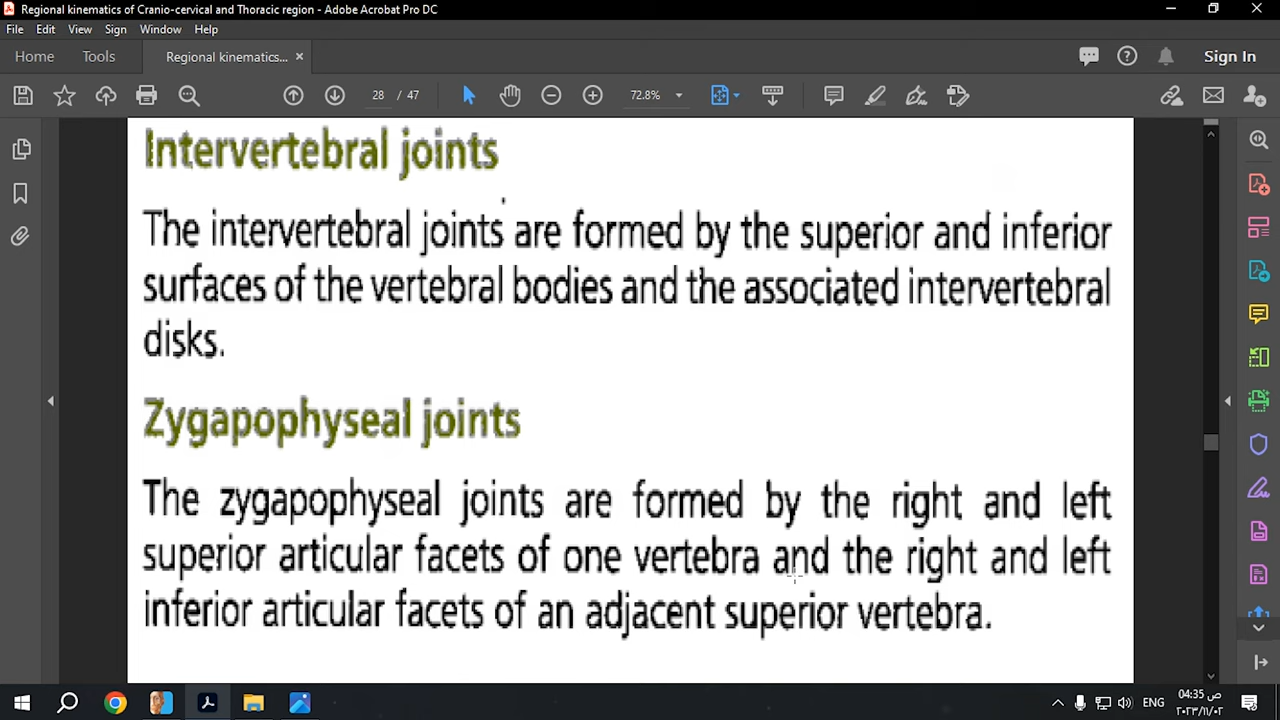 Regional kinematics of Cranio-cervical and Thoracic region - Adobe Acrobat Pro DC
File Edit View Sign Window Help
Home Tools Regional kinematics... × Sign In
28 / 47 72.8%
Intervertebral joints
The intervertebral joints are formed by the superior and inferior
surfaces of the vertebral bodies and the associated intervertebral
disks.
Zygapophyseal joints
The zygapophyseal joints are formed by the right and left
superior articular facets of one vertebra and the right and left
inferior articular facets of an adjacent superior vertebra.
ENG 04:35 ص
٢٠٢٣/١١/٠٢